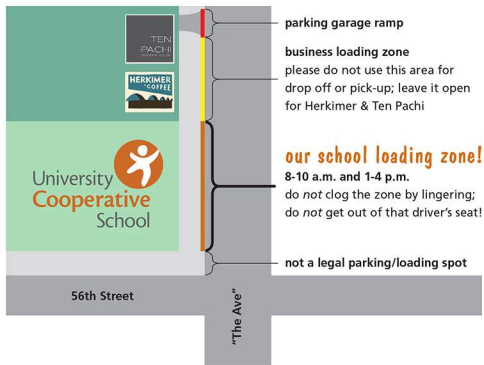 TEN
PACHI
HERKIMER
COFFEE
University
Cooperative
School
parking garage ramp
business loading zone
please do not use this area for
drop off or pick-up; leave it open
for Herkimer & Ten Pachi
our school loading zone!
8-10 a.m. and 1-4 p.m.
do not clog the zone by lingering;
do not get out of that driver’s seat!
not a legal parking/loading spot
56th Street
“The Ave”